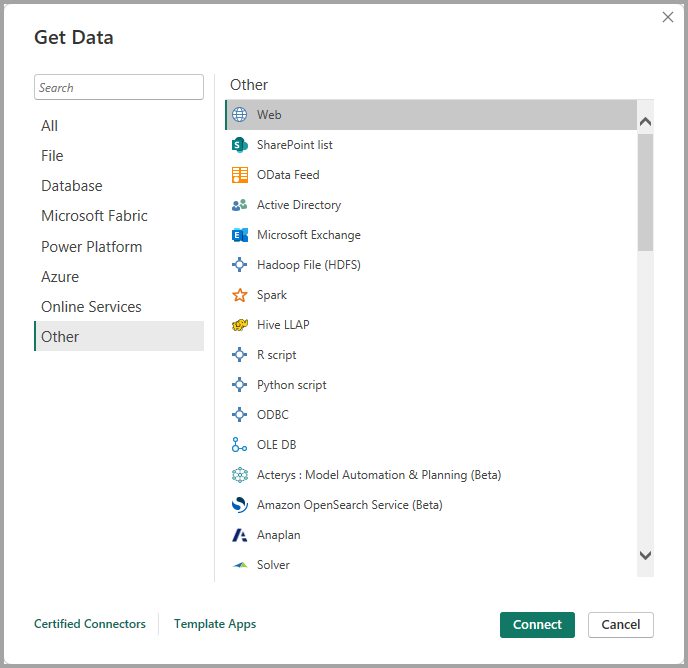 Get Data
Search
All
File
Database
Microsoft Fabric
Power Platform
Azure
Online Services
Other
Other
Web
SharePoint list
OData Feed
Active Directory
Microsoft Exchange
Hadoop File (HDFS)
Spark
Hive LLAP
R script
Python script
ODBC
OLE DB
Acterys : Model Automation & Planning (Beta)
Amazon OpenSearch Service (Beta)
Anaplan
Solver
Certified Connectors
Template Apps
Connect
Cancel